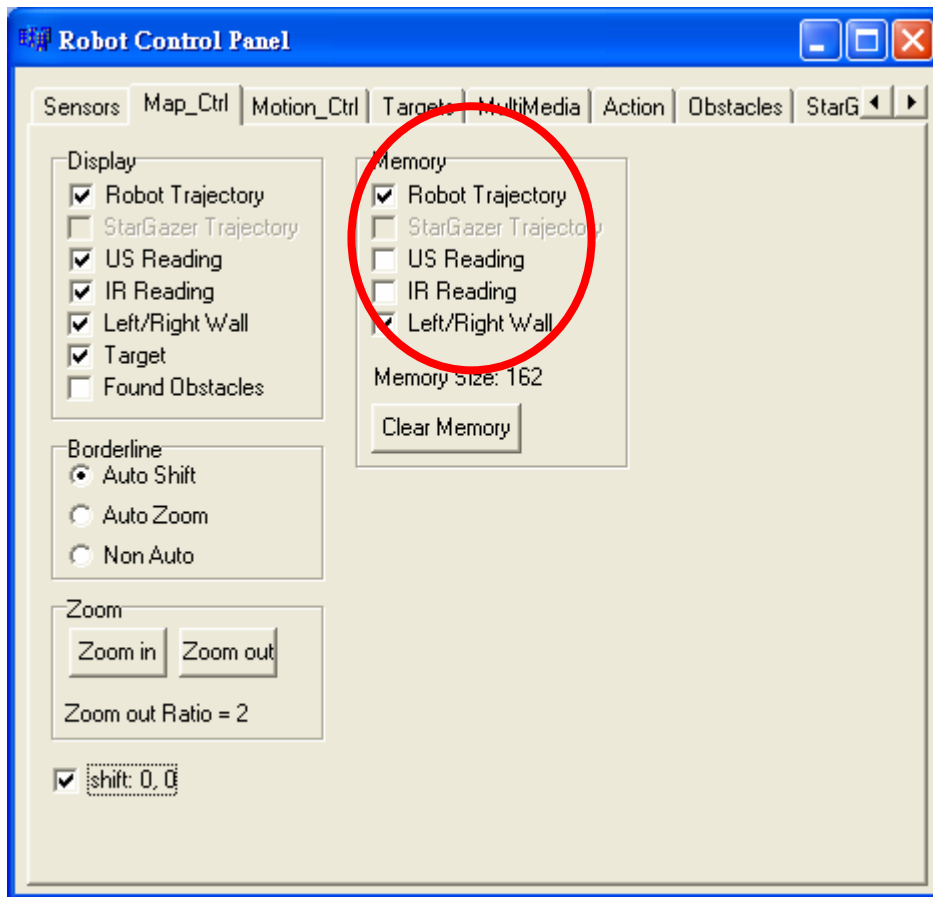 Robot Control Panel
Sensors Map_Ctrl Motion_Ctrl Targets MultiMedia Action Obstacles StarG
Display
Robot Trajectory
StarGazer Trajectory
US Reading
IR Reading
Left/Right Wall
Target
Found Obstacles
Memory
Robot Trajectory
StarGazer Trajectory
US Reading
IR Reading
Left/Right Wall
Memory Size: 162
Clear Memory
Borderline
Auto Shift
Auto Zoom
Non Auto
Zoom
Zoom in Zoom out
Zoom out Ratio = 2
shift: 0, 0